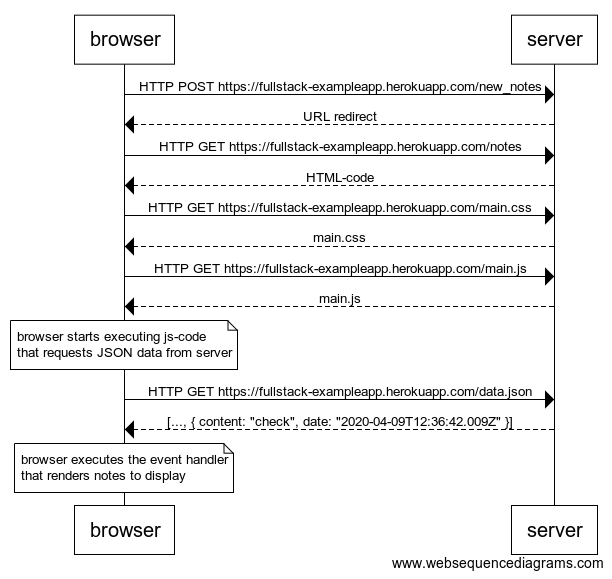 browser
server
HTTP POST https://fullstack-exampleapp.herokuapp.com/new_notes
URL redirect
HTTP GET https://fullstack-exampleapp.herokuapp.com/notes
HTML-code
HTTP GET https://fullstack-exampleapp.herokuapp.com/main.css
main.css
HTTP GET https://fullstack-exampleapp.herokuapp.com/main.js
main.js
browser starts executing js-code
that requests JSON data from server
HTTP GET https://fullstack-exampleapp.herokuapp.com/data.json
[..., { content: "check", date: "2020-04-09T12:36:42.009Z" }]
browser executes the event handler
that renders notes to display
browser
server
www.websequencediagrams.com